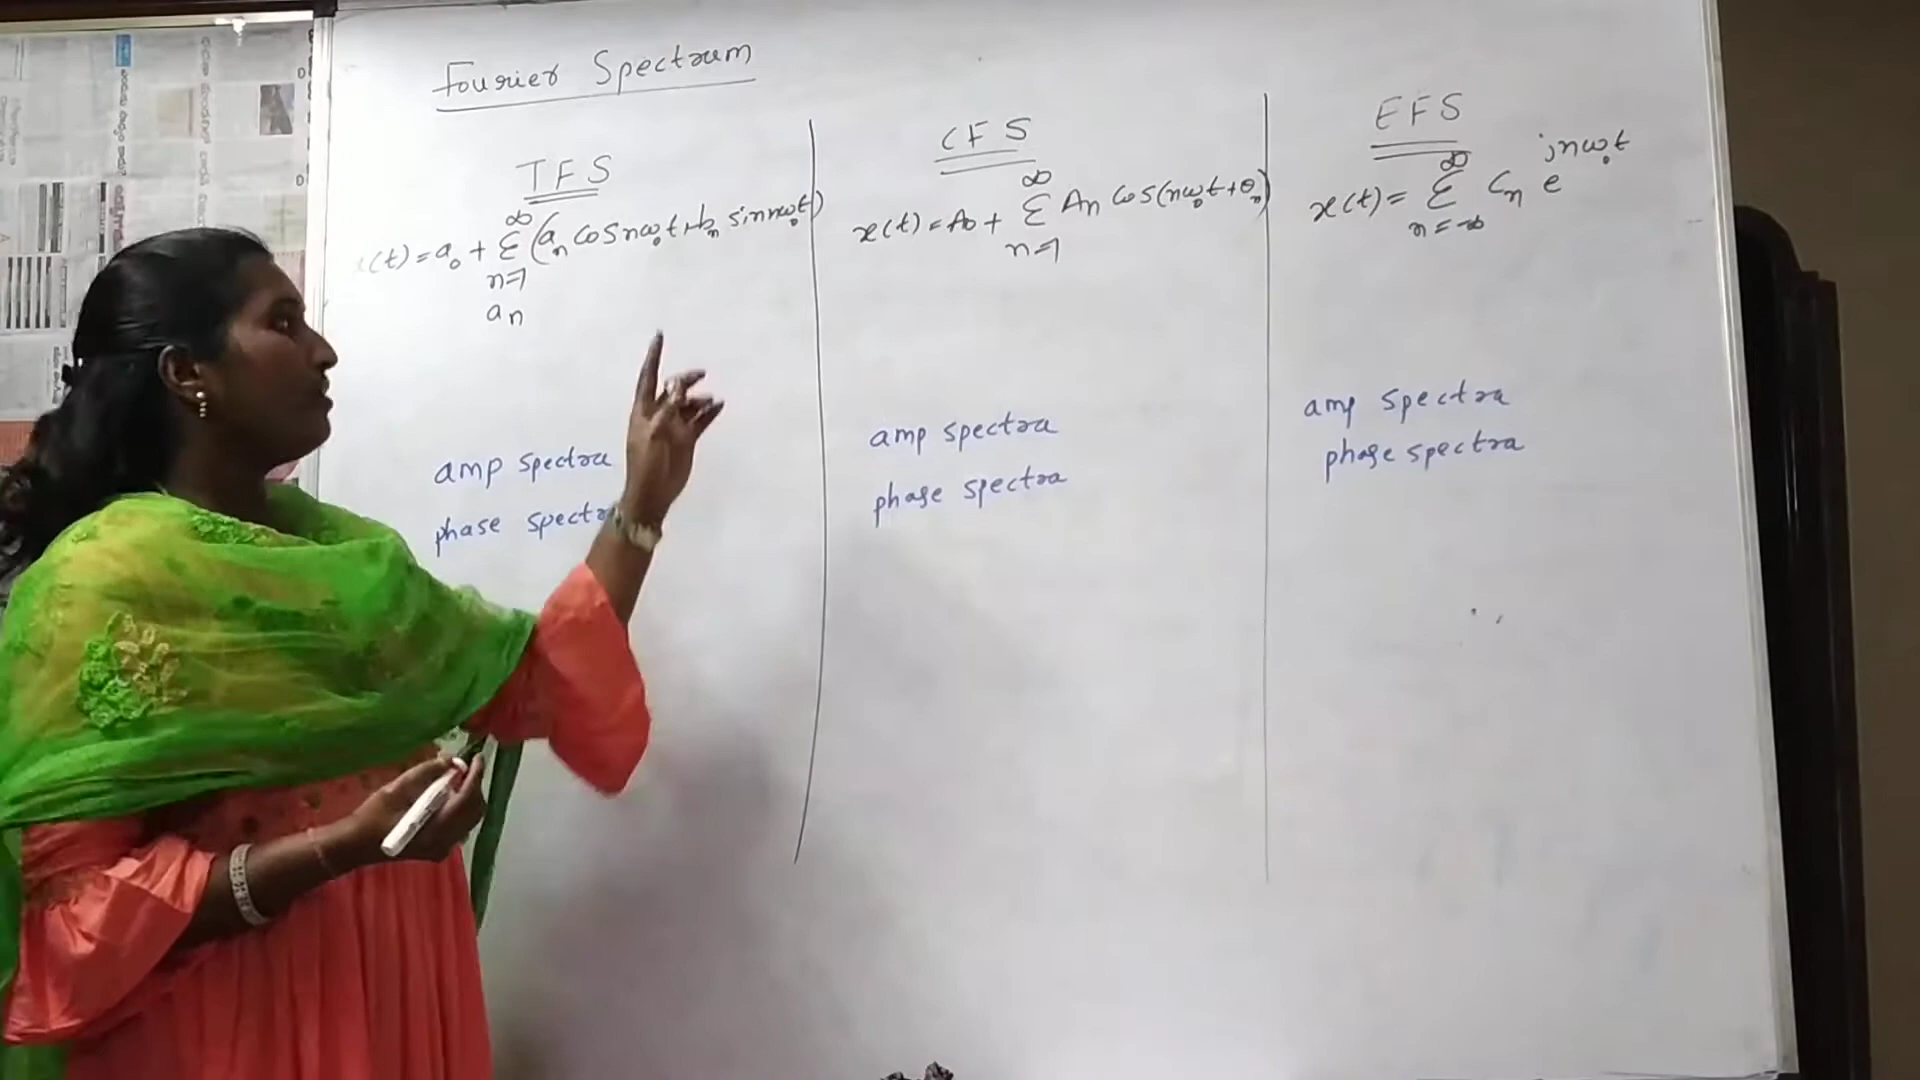 Fourier Spectrum
TFS
x(t) = a₀ + ∞ Σ n=1 (aₙ cos nω₀t + bₙ sin nω₀t)
aₙ
amp spectra
phase spectra
CFS
x(t) = A₀ + ∞ Σ n=1 Aₙ cos(nω₀t + θₙ)
amp spectra
phase spectra
EFS
x(t) = ∞ Σ n=-∞ Cₙ e^jnω₀t
amp spectra
phase spectra